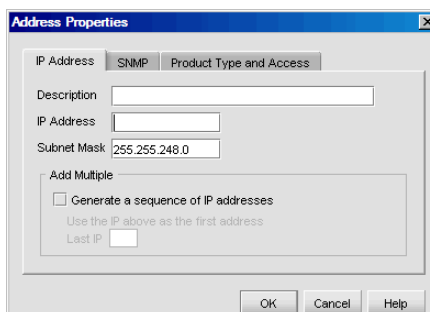 Address Properties
IP Address SNMP Product Type and Access
Description
IP Address
Subnet Mask 255.255.248.0
Add Multiple
Generate a sequence of IP addresses
Use the IP above as the first address
Last IP
OK Cancel Help